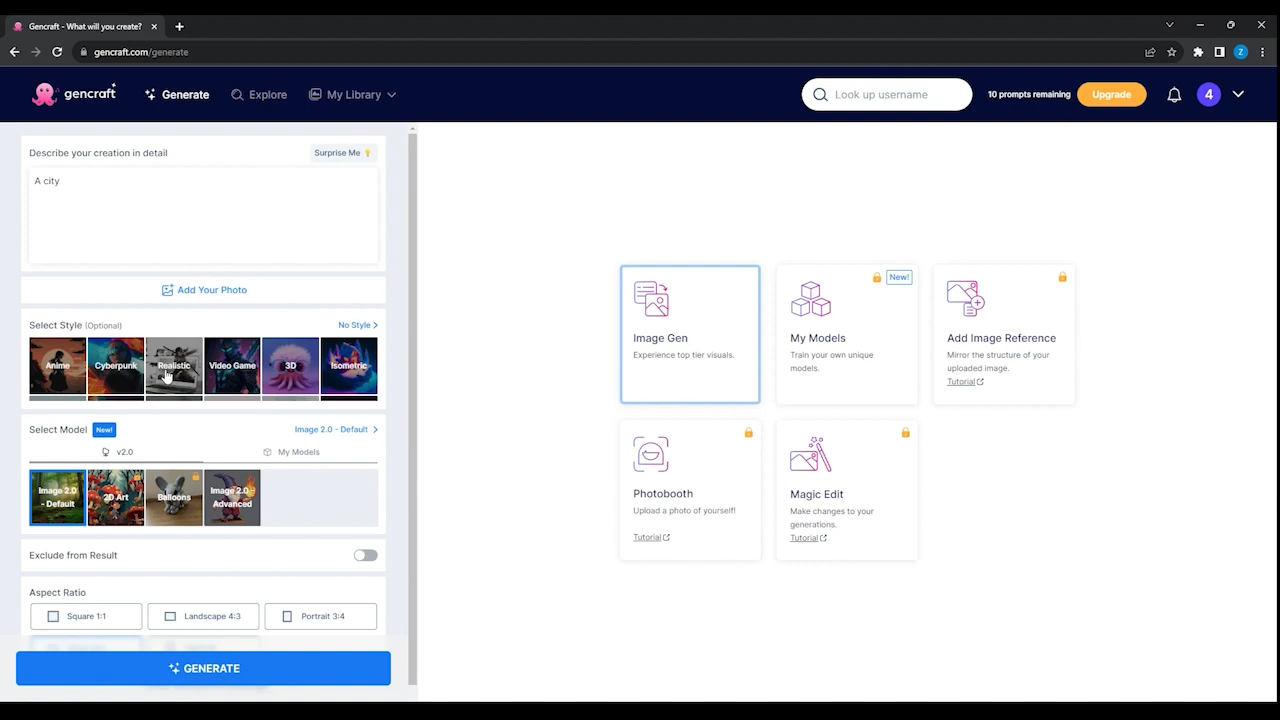 Gencraft - What will you create?
gencraft.com/generate
Z
gencraft
Generate
Explore
My Library
Look up username
10 prompts remaining
Upgrade
4
Describe your creation in detail
Surprise Me
A city
Add Your Photo
Select Style (Optional)
No Style
Anime
Cyberpunk
Realistic
Video Game
3D
Isometric
Select Model
New!
Image 2.0 - Default
v2.0
My Models
Image 2.0
- Default
2D Art
Balloons
Image 2.0 -
Advanced
Exclude from Result
Aspect Ratio
Square 1:1
Landscape 4:3
Portrait 3:4
GENERATE
Image Gen
Experience top tier visuals.
New!
My Models
Train your own unique
models.
Add Image Reference
Mirror the structure of your
uploaded image.
Tutorial
Photobooth
Upload a photo of yourself!
Tutorial
Magic Edit
Make changes to your
generations.
Tutorial